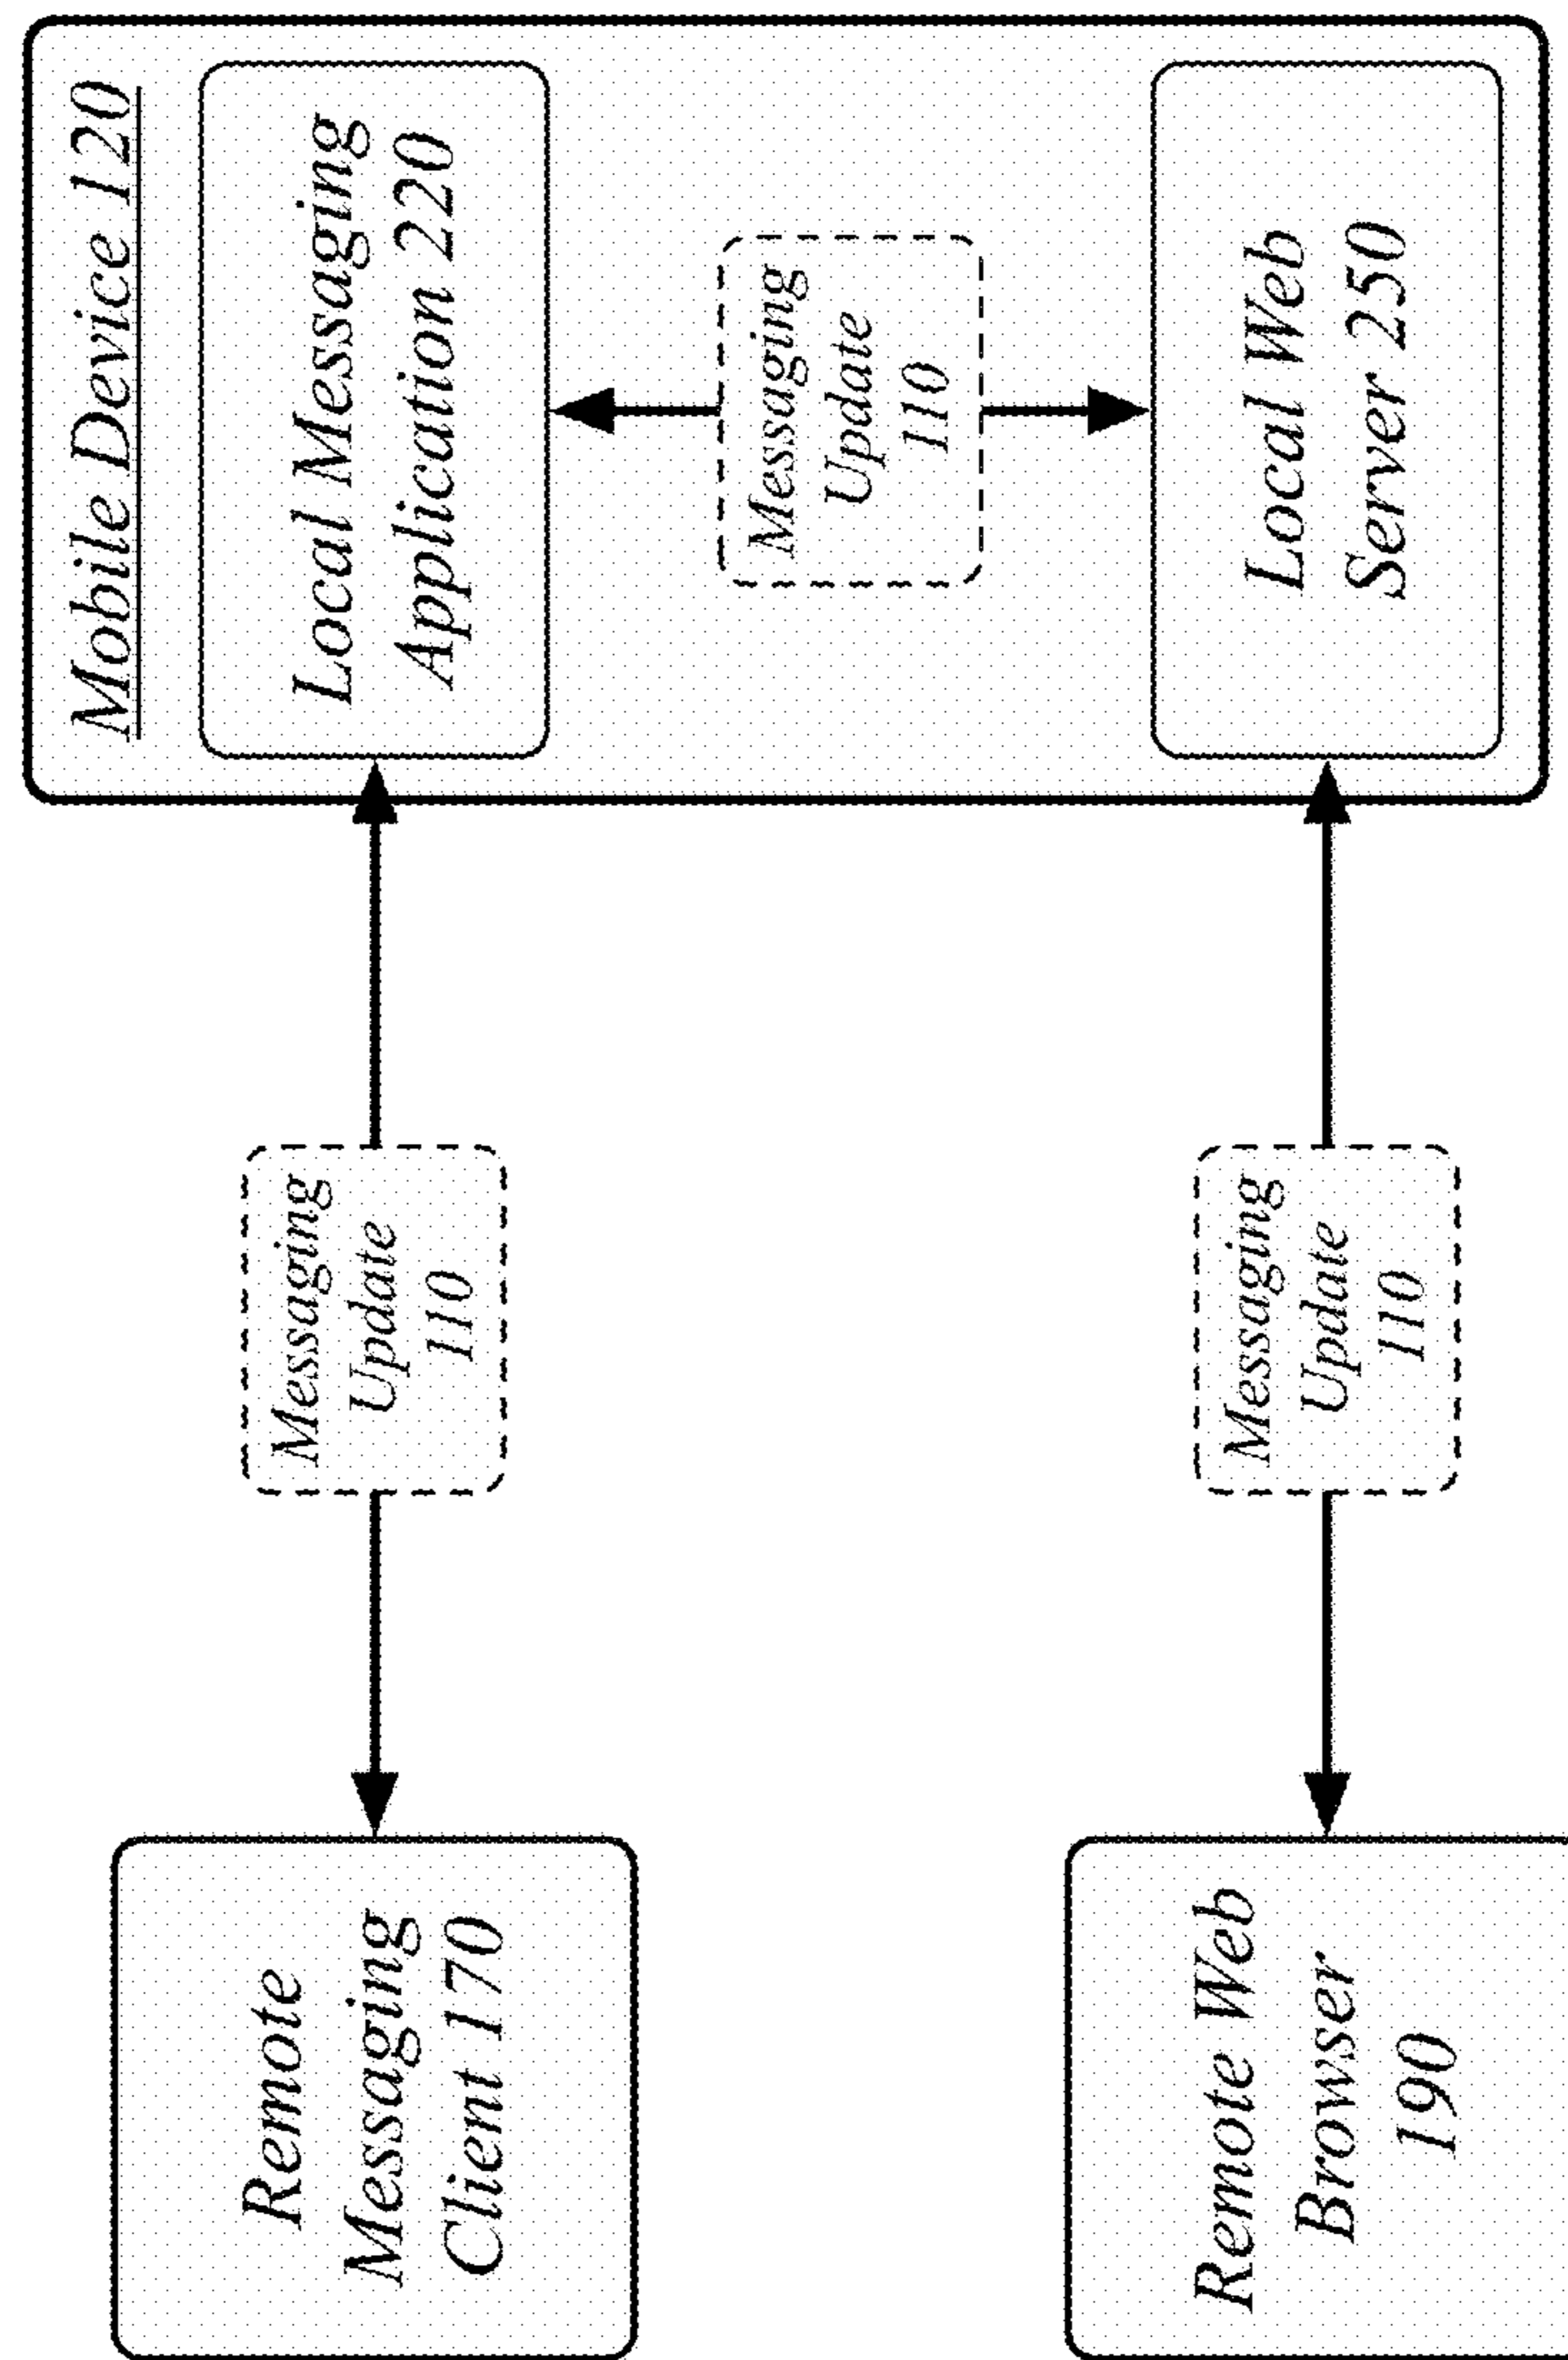 Mobile Device 120
Local Messaging
Application 220
Messaging
Update
110
Local Web
Server 250
Messaging
Update
110
Messaging
Update
110
Remote
Messaging
Client 170
Remote Web
Browser
190